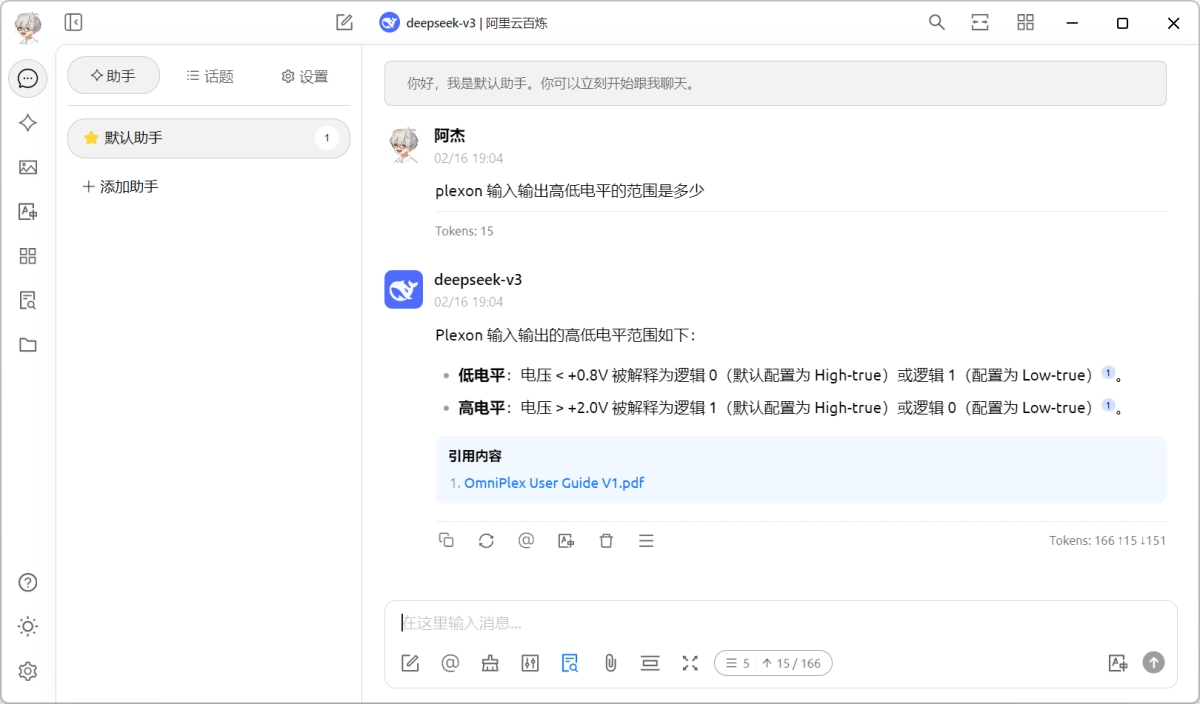 deepseek-v3 | 阿里云百炼
助手
话题
设置
默认助手
1
添加助手
你好，我是默认助手。你可以立刻开始跟我聊天。
阿杰
02/16 19:04
plexon 输入输出高低电平的范围是多少
Tokens: 15
deepseek-v3
02/16 19:04
Plexon 输入输出的高低电平范围如下：
• 低电平：电压 < +0.8V 被解释为逻辑 0（默认配置为 High-true）或逻辑 1（配置为 Low-true） 1 。
• 高电平：电压 > +2.0V 被解释为逻辑 1（默认配置为 High-true）或逻辑 0（配置为 Low-true） 1 。
引用内容
1. OmniPlex User Guide V1.pdf
Tokens: 166 ↑15 ↓151
在这里输入消息...
5 ↑ 15 / 166